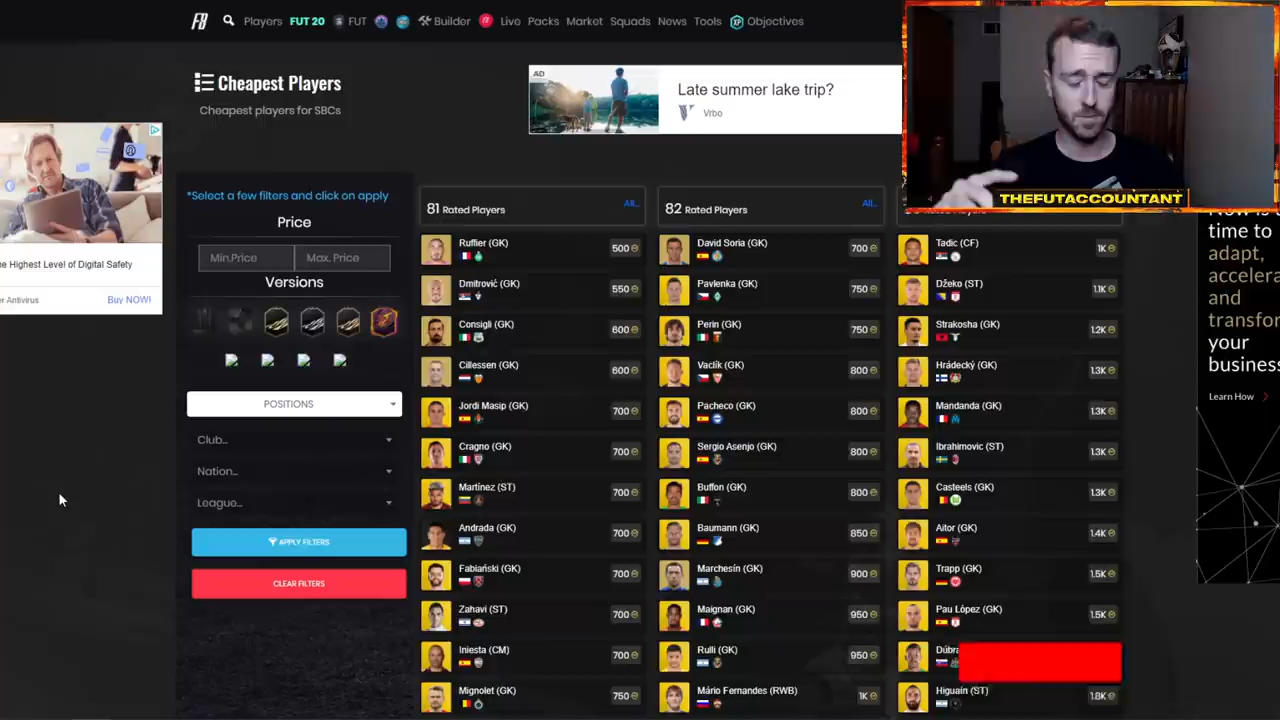 Players FUT 20 FUT Builder Live Packs Market Squads News Tools Objectives
Cheapest Players
Cheapest players for SBCs
AD
Late summer lake trip?
Vrbo
THEFUTACCOUNTANT
*Select a few filters and click on apply
Price
Min.Price Max. Price
Versions
POSITIONS
Club...
Nation...
League...
APPLY FILTERS
CLEAR FILTERS
e Highest Level of Digital Safety
er Antivirus Buy NOW!
81 Rated Players All...
Ruffier (GK) 500
Dmitrović (GK) 550
Consigli (GK) 600
Cillessen (GK) 600
Jordi Masip (GK) 700
Cragno (GK) 700
Martínez (ST) 700
Andrada (GK) 700
Fabiański (GK) 700
Zahavi (ST) 700
Iniesta (CM) 700
Mignolet (GK) 750
82 Rated Players All...
David Soria (GK) 700
Pavlenka (GK) 750
Perin (GK) 750
Vaclík (GK) 800
Pacheco (GK) 800
Sergio Asenjo (GK) 800
Buffon (GK) 800
Baumann (GK) 850
Marchesín (GK) 900
Maignan (GK) 950
Rulli (GK) 950
Mário Fernandes (RWB) 1K
Tadic (CF) 1K
Džeko (ST) 1.1K
Strakosha (GK) 1.2K
Hrádecký (GK) 1.3K
Mandanda (GK) 1.3K
Ibrahimovic (ST) 1.3K
Casteels (GK) 1.3K
Aitor (GK) 1.4K
Trapp (GK) 1.5K
Pau López (GK) 1.5K
Dúbra
Higuaín (ST) 1.8K
time to
adapt,
accelera
and
transfor
your
business
Learn How